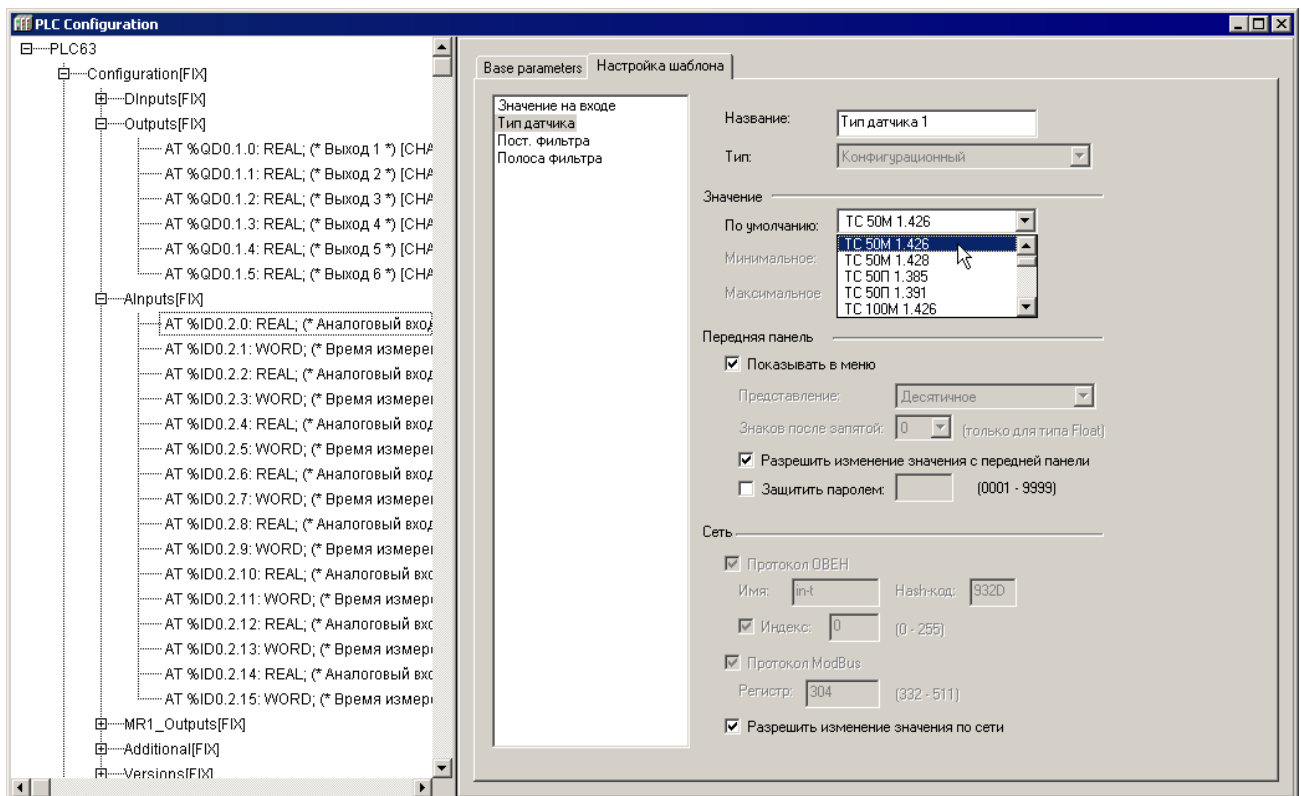 PLC Configuration
PLC63
Configuration[FIX]
DInputs[FIX]
Outputs[FIX]
AT %QD0.1.0: REAL; (* Выход 1 *) [CHA
AT %QD0.1.1: REAL; (* Выход 2 *) [CHA
AT %QD0.1.2: REAL; (* Выход 3 *) [CHA
AT %QD0.1.3: REAL; (* Выход 4 *) [CHA
AT %QD0.1.4: REAL; (* Выход 5 *) [CHA
AT %QD0.1.5: REAL; (* Выход 6 *) [CHA
AInputs[FIX]
AT %ID0.2.0: REAL; (* Аналоговый вход
AT %ID0.2.1: WORD; (* Время измерен
AT %ID0.2.2: REAL; (* Аналоговый вход
AT %ID0.2.3: WORD; (* Время измерен
AT %ID0.2.4: REAL; (* Аналоговый вход
AT %ID0.2.5: WORD; (* Время измерен
AT %ID0.2.6: REAL; (* Аналоговый вход
AT %ID0.2.7: WORD; (* Время измерен
AT %ID0.2.8: REAL; (* Аналоговый вход
AT %ID0.2.9: WORD; (* Время измерен
AT %ID0.2.10: REAL; (* Аналоговый вхо
AT %ID0.2.11: WORD; (* Время измер
AT %ID0.2.12: REAL; (* Аналоговый вхо
AT %ID0.2.13: WORD; (* Время измер
AT %ID0.2.14: REAL; (* Аналоговый вхо
AT %ID0.2.15: WORD; (* Время измер
MR1_Outputs[FIX]
Additional[FIX]
Versions[FIX]
Base parameters Настройка шаблона
Значение на входе
Тип датчика
Пост. фильтра
Полоса фильтра
Название: Тип датчика 1
Тип: Конфигурационный
Значение
По умолчанию: ТС 50М 1.426
ТС 50М 1.426
Минимальное: ТС 50М 1.428
ТС 50П 1.385
Максимальное ТС 50П 1.391
ТС 100М 1.426
Передняя панель
Показывать в меню
Представление: Десятичное
Знаков после запятой: 0 (только для типа Float)
Разрешить изменение значения с передней панели
Защитить паролем: (0001 - 9999)
Сеть
Протокол ОВЕН
Имя: in-t Hash-код: 932D
Индекс: 0 (0 - 255)
Протокол ModBus
Регистр: 304 (332 - 511)
Разрешить изменение значения по сети